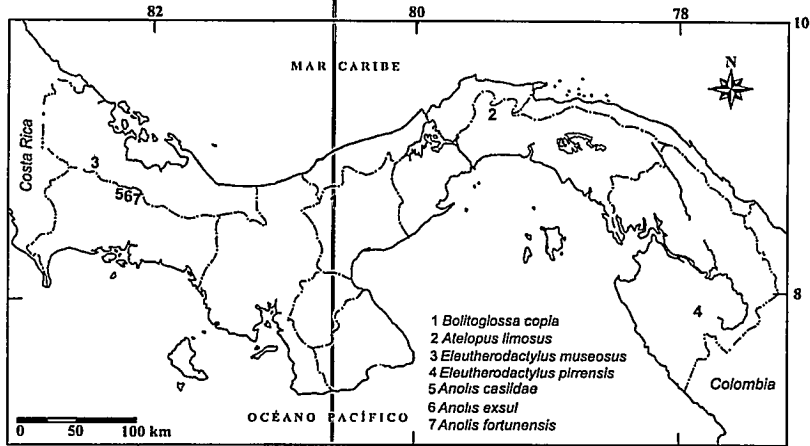 82
80
78
10
MAR CARIBE
N
2
Costa Rica
3
567
8
4
1 Bolitoglossa copia
2 Atelopus limosus
3 Eleutherodactylus museosus
4 Eleutherodactylus pirrensis
5 Anolis casildae
6 Anolis exsul
7 Anolis fortunensis
Colombia
0 50 100 km
OCÉANO PACÍFICO